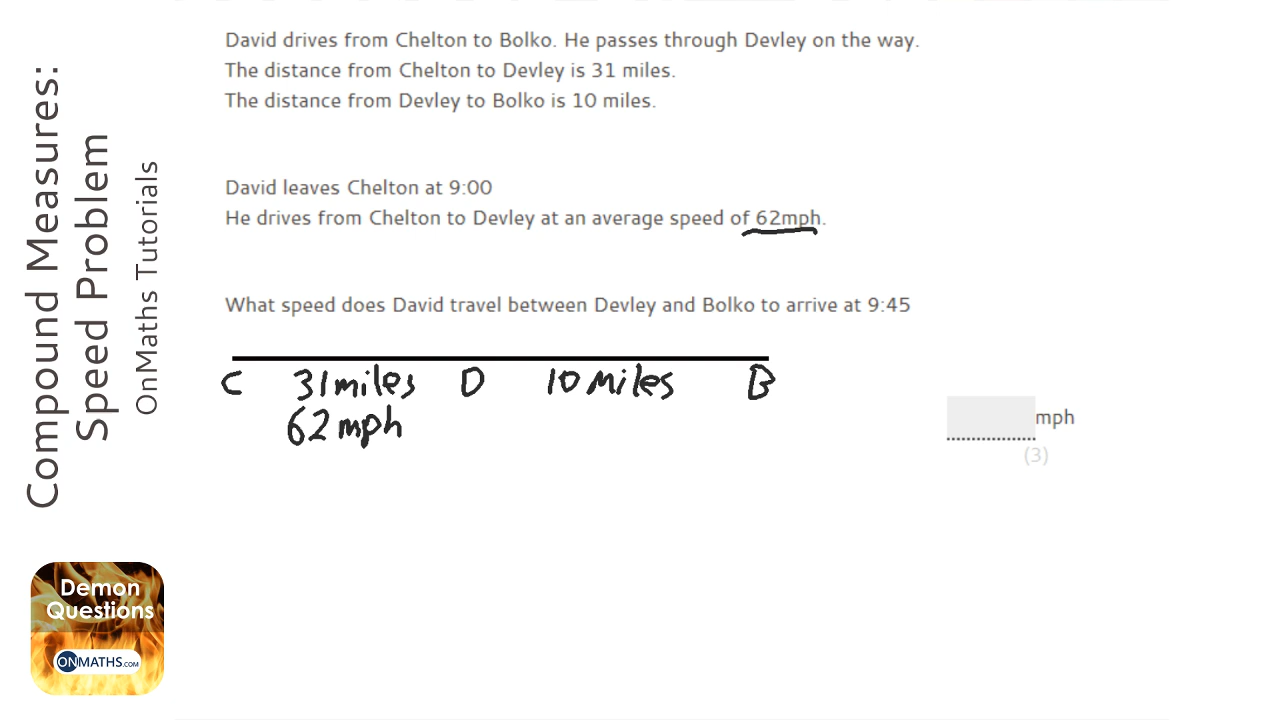 Compound Measures:
Speed Problem
OnMaths Tutorials
David drives from Chelton to Bolko. He passes through Devley on the way.
The distance from Chelton to Devley is 31 miles.
The distance from Devley to Bolko is 10 miles.
David leaves Chelton at 9:00
He drives from Chelton to Devley at an average speed of 62mph.
What speed does David travel between Devley and Bolko to arrive at 9:45
C 31miles D 10 Miles B
62 mph
mph
(3)
Demon
Questions
ONMATHS.COM